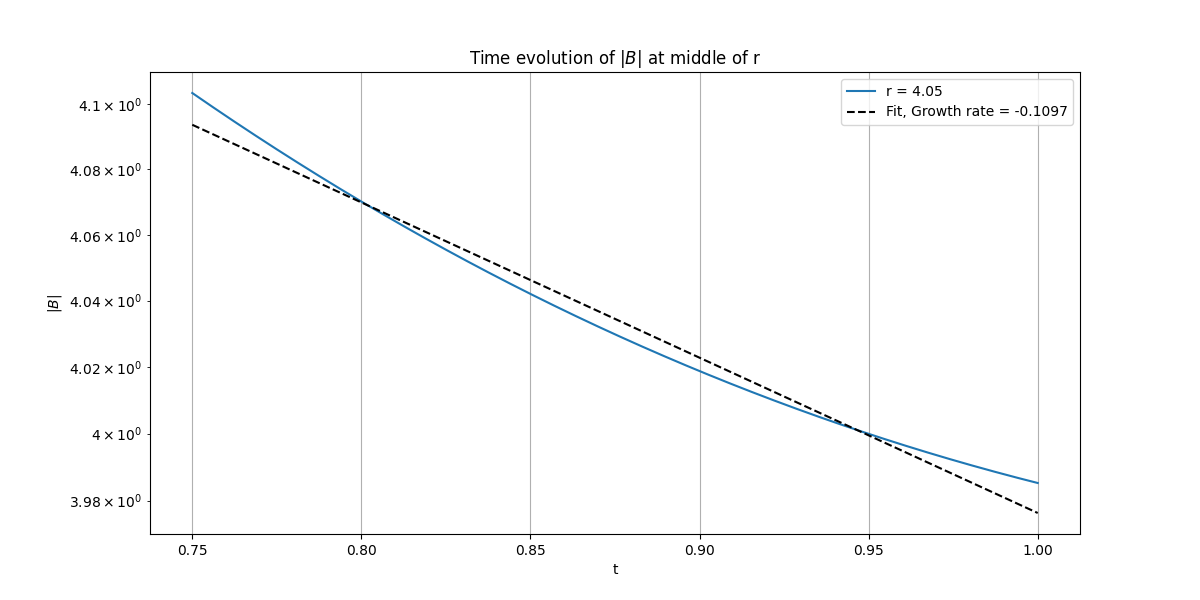 Time evolution of |B| at middle of r
r = 4.05
Fit, Growth rate = -0.1097
|B|
4.1 × 10⁰
4.08 × 10⁰
4.06 × 10⁰
4.04 × 10⁰
4.02 × 10⁰
4 × 10⁰
3.98 × 10⁰
0.75 0.80 0.85 0.90 0.95 1.00
t